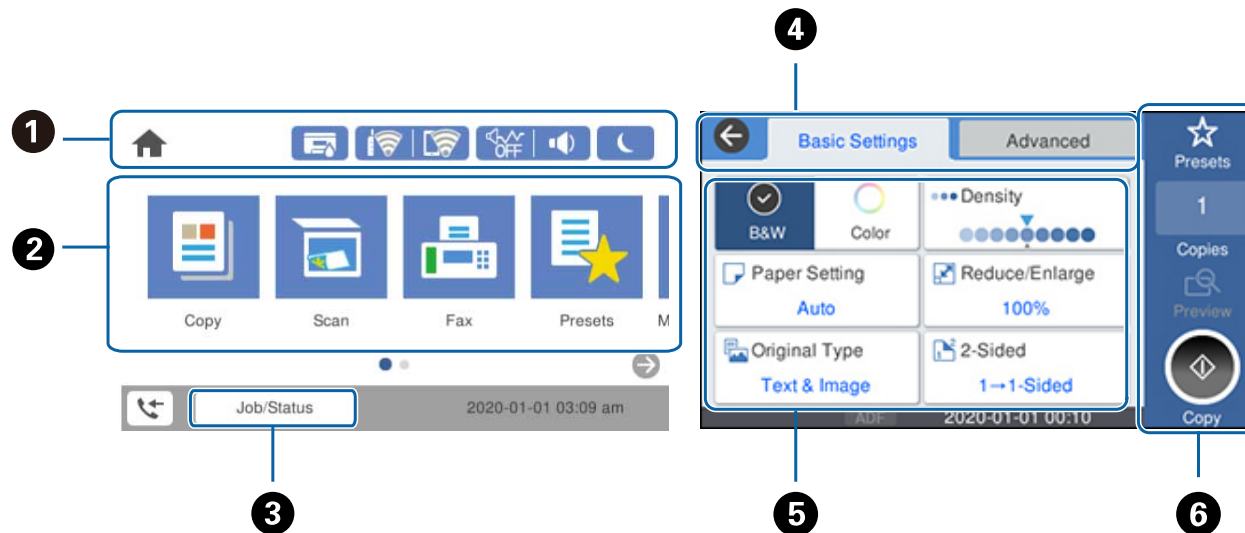 4
1
OFF
2
Copy
Scan
Fax
Presets
M
Job/Status
2020-01-01 03:09 am
3
Basic Settings
Advanced
B&W
Color
Density
Paper Setting
Auto
Reduce/Enlarge
100%
Original Type
Text & Image
2-Sided
1→1-Sided
ADF
2020-01-01 00:10
Presets
1
Copies
Preview
Copy
5
6